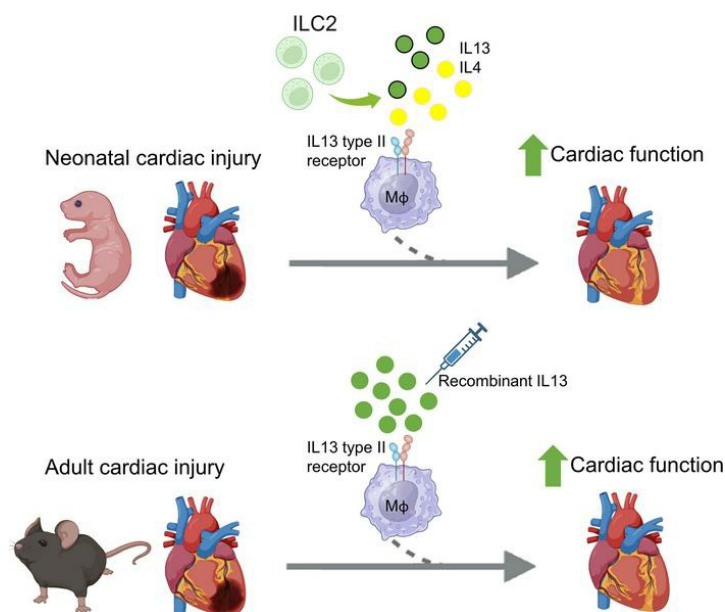 ILC2
IL13
IL4
Neonatal cardiac injury
IL13 type II
receptor
Mϕ
Cardiac function
Recombinant IL13
Adult cardiac injury
IL13 type II
receptor
Mϕ
Cardiac function